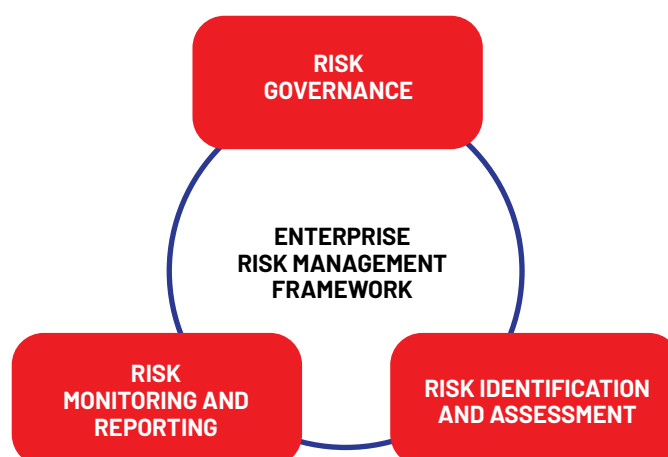 RISK
GOVERNANCE
ENTERPRISE
RISK MANAGEMENT
FRAMEWORK
RISK
MONITORING AND
REPORTING
RISK IDENTIFICATION
AND ASSESSMENT